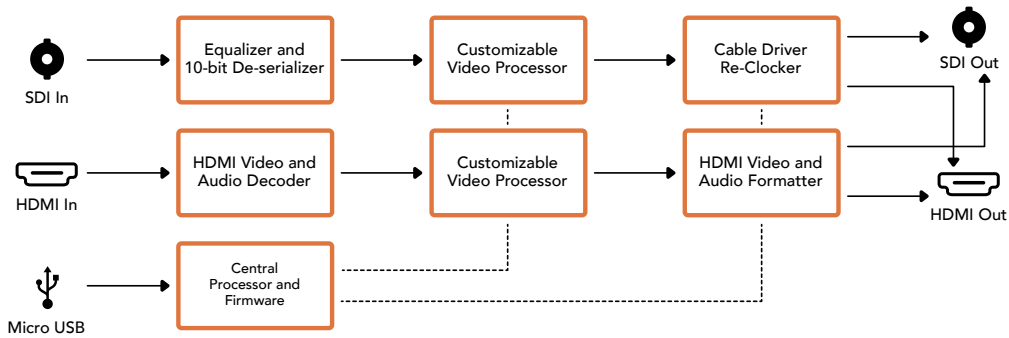 Equalizer and
10-bit De-serializer
Customizable
Video Processor
Cable Driver
Re-Clocker
SDI In
SDI Out
HDMI Video and
Audio Decoder
Customizable
Video Processor
HDMI Video and
Audio Formatter
HDMI In
HDMI Out
Central
Processor and
Firmware
Micro USB